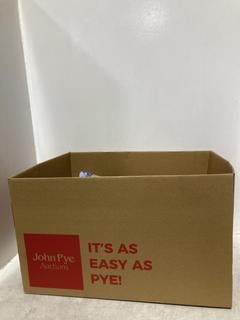 John Pye
Auctions
IT'S AS
EASY AS
PYE!